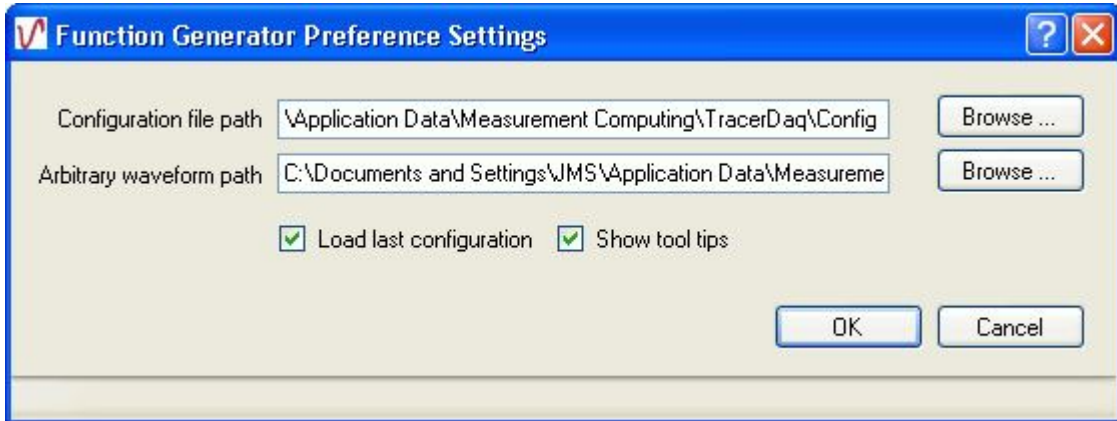 Function Generator Preference Settings
Configuration file path \Application Data\Measurement Computing\TracerDaq\Config Browse ...
Arbitrary waveform path C:\Documents and Settings\JMS\Application Data\Measureme Browse ...
Load last configuration Show tool tips
OK Cancel